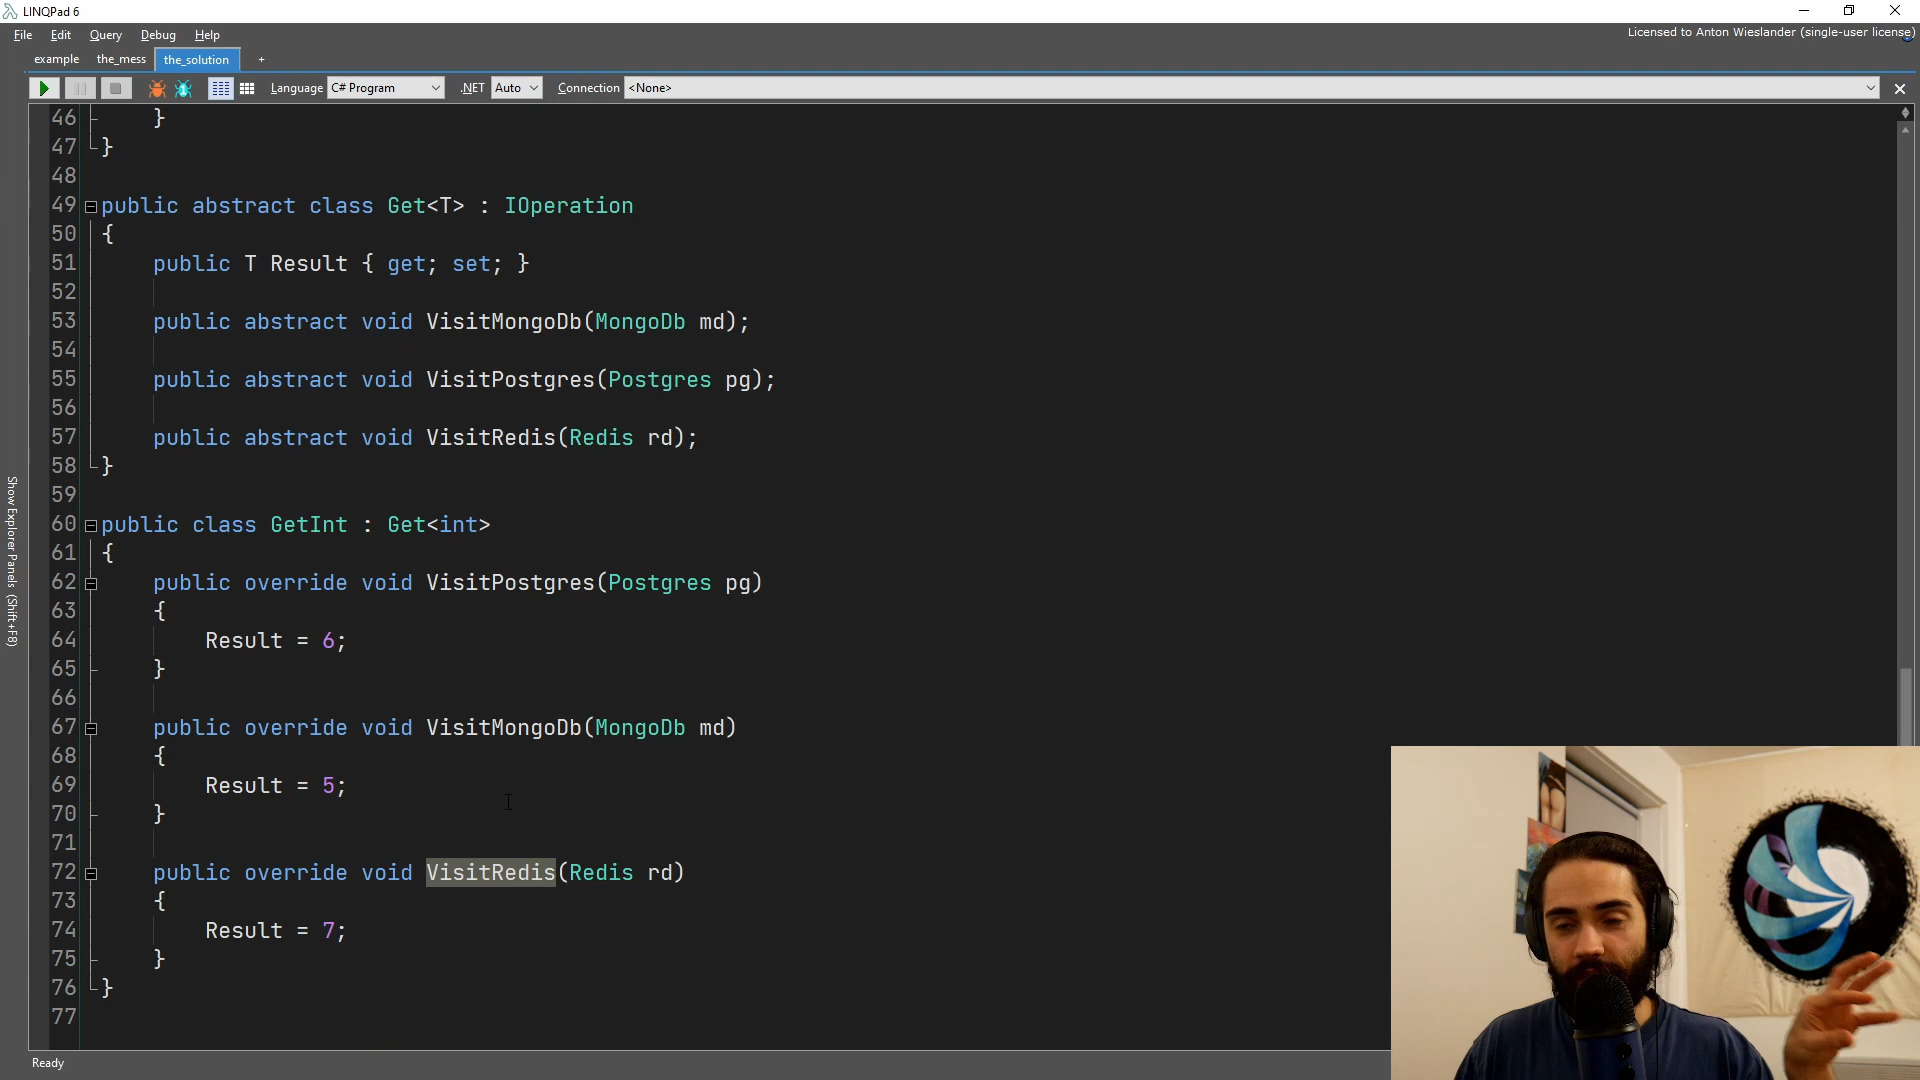 LINQPad 6
File Edit Query Debug Help
Licensed to Anton Wieslander (single-user license)
example the_mess the_solution +
Language C# Program .NET Auto Connection <None>
46 }
47 }
48
49 public abstract class Get<T> : IOperation
50 {
51 public T Result { get; set; }
52
53 public abstract void VisitMongoDb(MongoDb md);
54
55 public abstract void VisitPostgres(Postgres pg);
56
57 public abstract void VisitRedis(Redis rd);
58 }
59
60 public class GetInt : Get<int>
61 {
62 public override void VisitPostgres(Postgres pg)
63 {
64 Result = 6;
65 }
66
67 public override void VisitMongoDb(MongoDb md)
68 {
69 Result = 5;
70 }
71
72 public override void VisitRedis(Redis rd)
73 {
74 Result = 7;
75 }
76 }
77
Show Explorer Panels (Shift+F8)
Ready